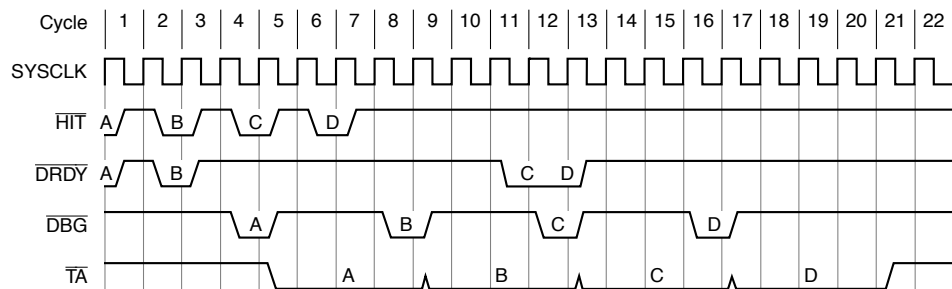 Cycle 1 2 3 4 5 6 7 8 9 10 11 12 13 14 15 16 17 18 19 20 21 22
SYSCLK
HIT A B C D
DRDY A B C D
DBG A B C D
TA A B C D